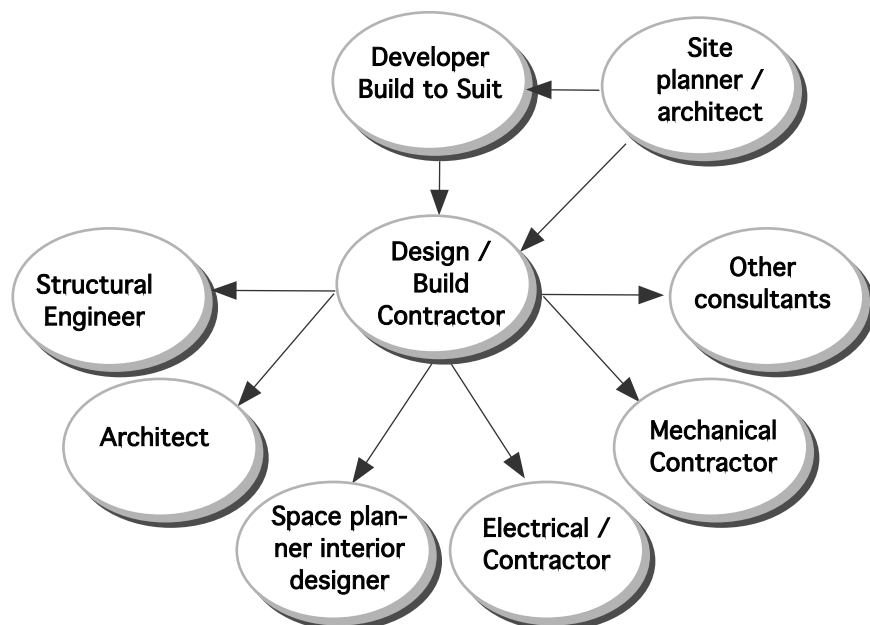 Developer
Build to Suit
Site
planner /
architect
Design /
Build
Contractor
Structural
Engineer
Other
consultants
Architect
Mechanical
Contractor
Space plan-
ner interior
designer
Electrical /
Contractor